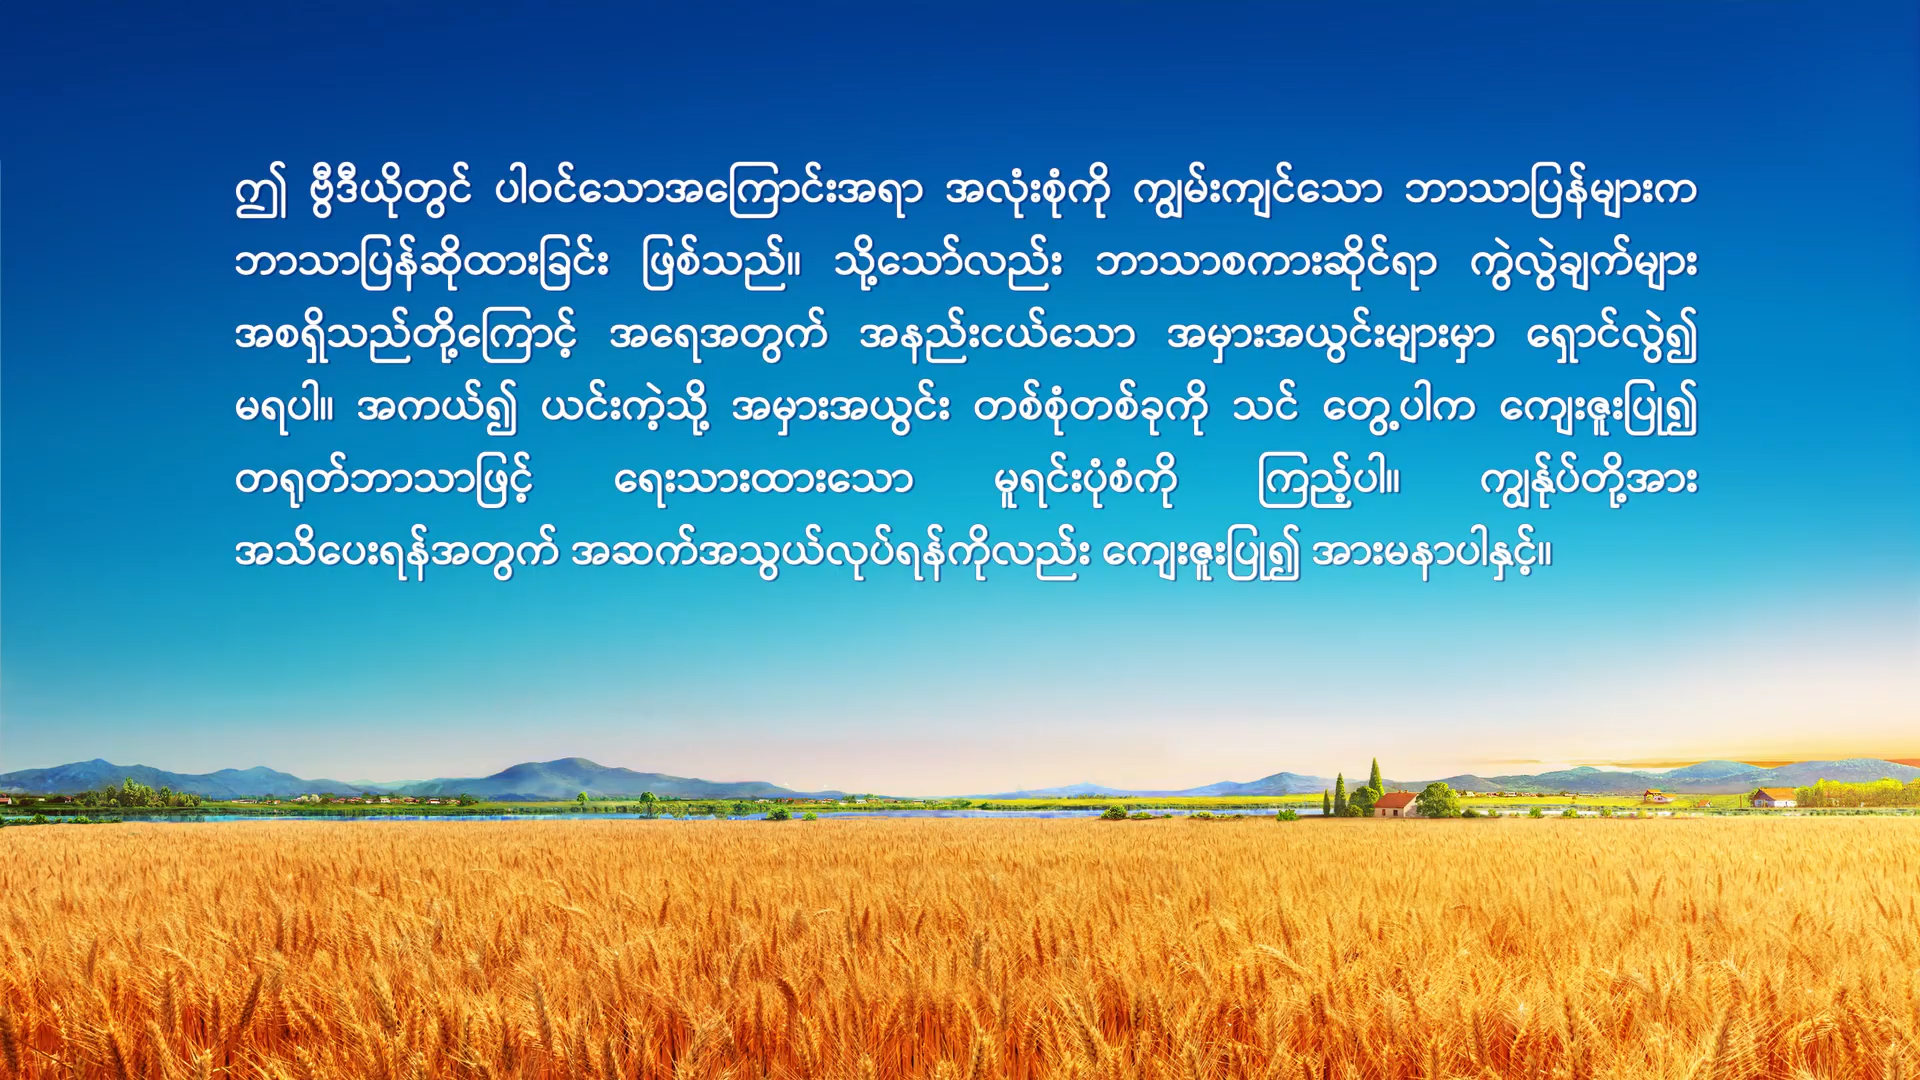 ဤ ဗွီဒီယိုတွင် ပါဝင်သောအကြောင်းအရာ အလုံးစုံကို ကျွမ်းကျင်သော ဘာသာပြန်များက
ဘာသာပြန်ဆိုထားခြင်း ဖြစ်သည်။ သို့သော်လည်း ဘာသာစကားဆိုင်ရာ ကွဲလွဲချက်များ
အစရှိသည်တို့ကြောင့် အရေအတွက် အနည်းငယ်သော အမှားအယွင်းများမှာ ရှောင်လွဲ၍
မရပါ။ အကယ်၍ ယင်းကဲ့သို့ အမှားအယွင်း တစ်စုံတစ်ခုကို သင် တွေ့ပါက ကျေးဇူးပြု၍
တရုတ်ဘာသာဖြင့် ရေးသားထားသော မူရင်းပုံစံကို ကြည့်ပါ။ ကျွန်ုပ်တို့အား
အသိပေးရန်အတွက် အဆက်အသွယ်လုပ်ရန်ကိုလည်း ကျေးဇူးပြု၍ အားမနာပါနှင့်။